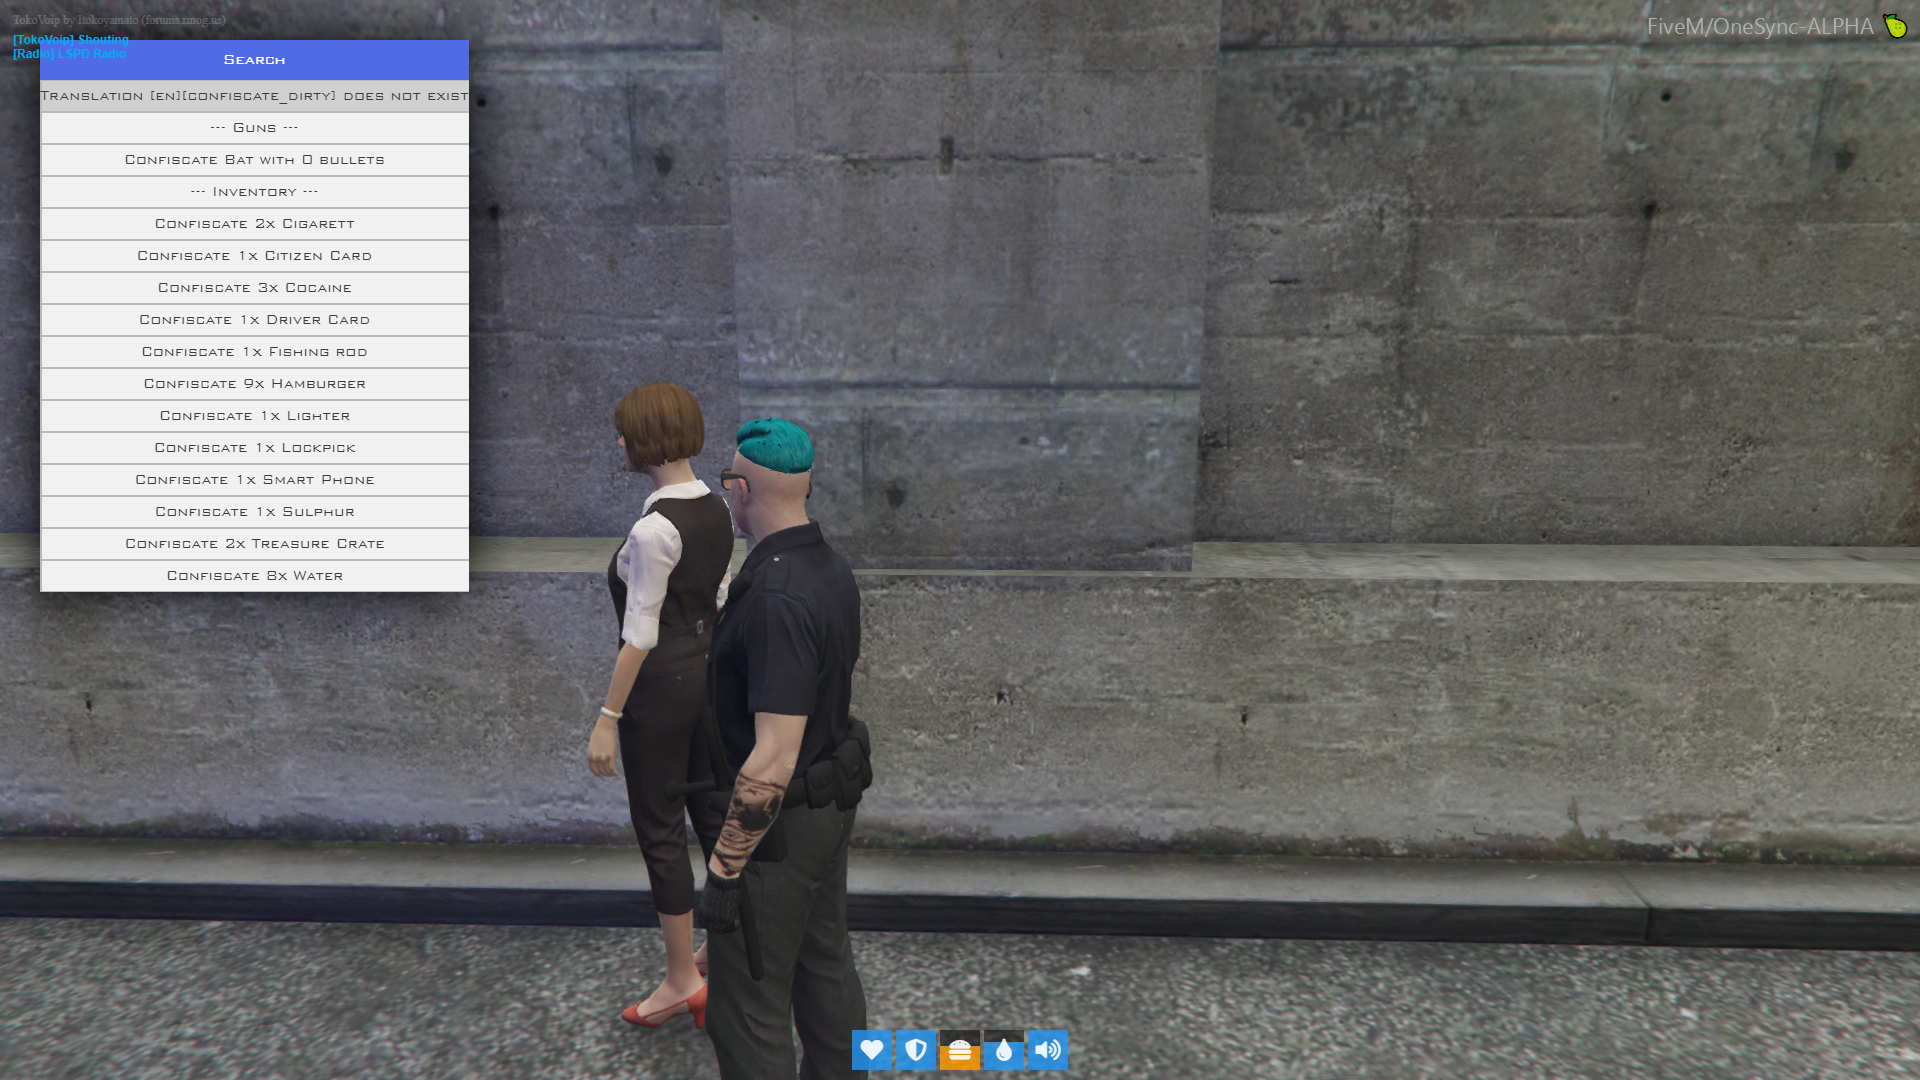 TokoVoip by Itokoyamato (forums.rmog.us)
[TokoVoip] Shouting
[Radio] LSPD Radio
FiveM/OneSync-ALPHA
Search
Translation [en][confiscate_dirty] does not exist
--- Guns ---
Confiscate Bat with 0 bullets
--- Inventory ---
Confiscate 2x Cigarett
Confiscate 1x Citizen Card
Confiscate 3x Cocaine
Confiscate 1x Driver Card
Confiscate 1x Fishing rod
Confiscate 9x Hamburger
Confiscate 1x Lighter
Confiscate 1x Lockpick
Confiscate 1x Smart Phone
Confiscate 1x Sulphur
Confiscate 2x Treasure Crate
Confiscate 8x Water